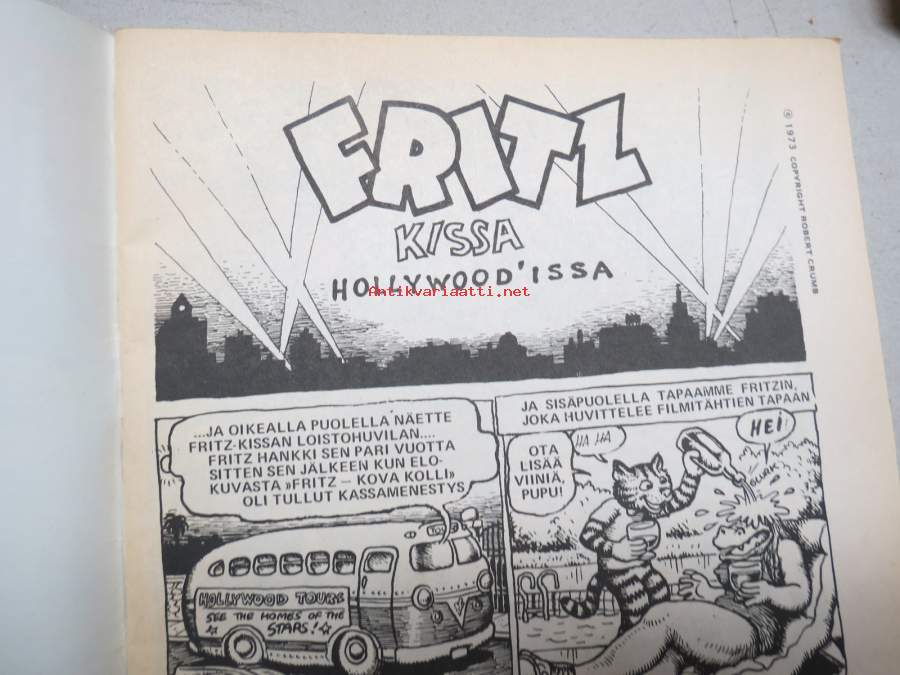 FRITZ
KISSA
HOLLYWOOD'ISSA
Antikvariaatti.net
© 1973 COPYRIGHT ROBERT CRUMB
...JA OIKEALLA PUOLELLA NÄETTE
FRITZ-KISSAN LOISTOHUVILAN....
FRITZ HANKKI SEN PARI VUOTTA
SITTEN SEN JÄLKEEN KUN ELO-
KUVASTA »FRITZ — KOVA KOLLI»
OLI TULLUT KASSAMENESTYS
HOLLYWOOD TOURS
SEE THE HOMES OF THE
STARS!
JA SISÄPUOLELLA TAPAAMME FRITZIN,
JOKA HUVITTELEE FILMITÄHTIEN TAPAAN
OTA
LISÄÄ
VIINIÄ,
PUPU!
HA HA
HEI!
GLURK